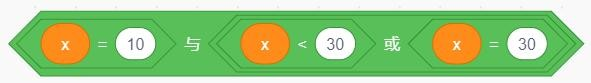 x = 10 与 x < 30 或 x = 30